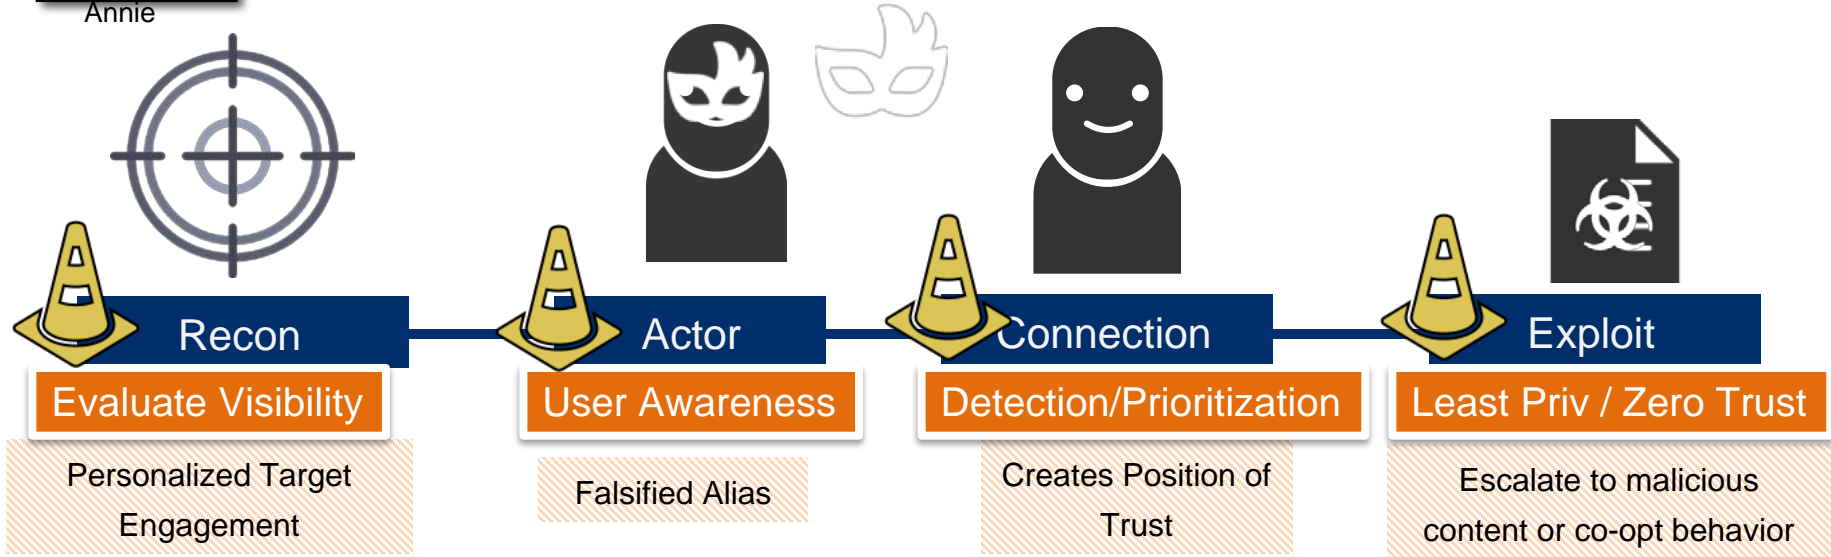 Annie
Recon
Actor
Connection
Exploit
Evaluate Visibility
User Awareness
Detection/Prioritization
Least Priv / Zero Trust
Personalized Target
Engagement
Falsified Alias
Creates Position of
Trust
Escalate to malicious
content or co-opt behavior